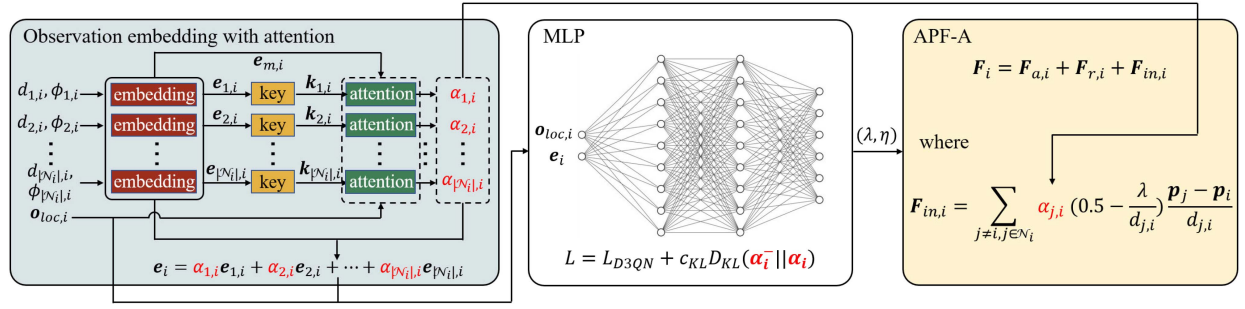 Observation embedding with attention
e_{m,i}
d_{1,i}, ϕ_{1,i} embedding e_{1,i} key k_{1,i} attention α_{1,i}
d_{2,i}, ϕ_{2,i} embedding e_{2,i} key k_{2,i} attention α_{2,i}
d_{|𝒩_i|,i},
ϕ_{|𝒩_i|,i} embedding e_{|𝒩_i|,i} key k_{|𝒩_i|,i} attention α_{|𝒩_i|,i}
o_{loc,i}
e_i = α_{1,i}e_{1,i} + α_{2,i}e_{2,i} + ⋯ + α_{|𝒩_i|,i}e_{|𝒩_i|,i}
MLP
o_{loc,i}
e_i
L = L_{D3QN} + c_{KL}D_{KL}(α_i^-||α_i)
(λ, η)
APF-A
F_i = F_{a,i} + F_{r,i} + F_{in,i}
where
F_{in,i} = ∑_{j≠i,j∈𝒩_i} α_{j,i} (0.5 − λ/d_{j,i}) (p_j − p_i)/d_{j,i}